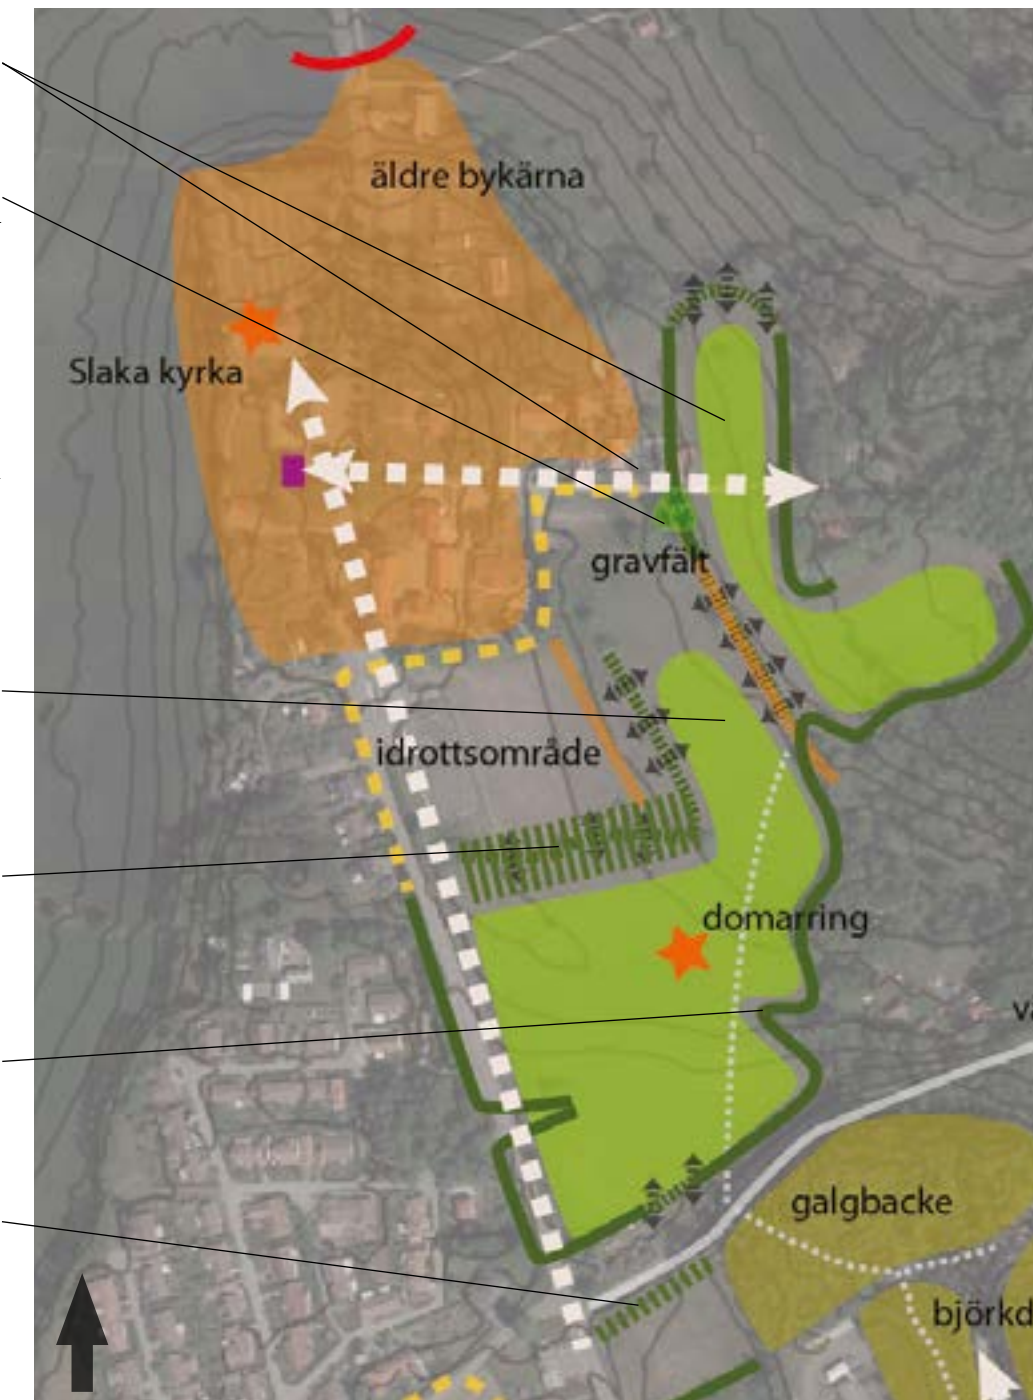 äldre bykärna
Slaka kyrka
gravfält
idrottsområde
domarring
galgbacke